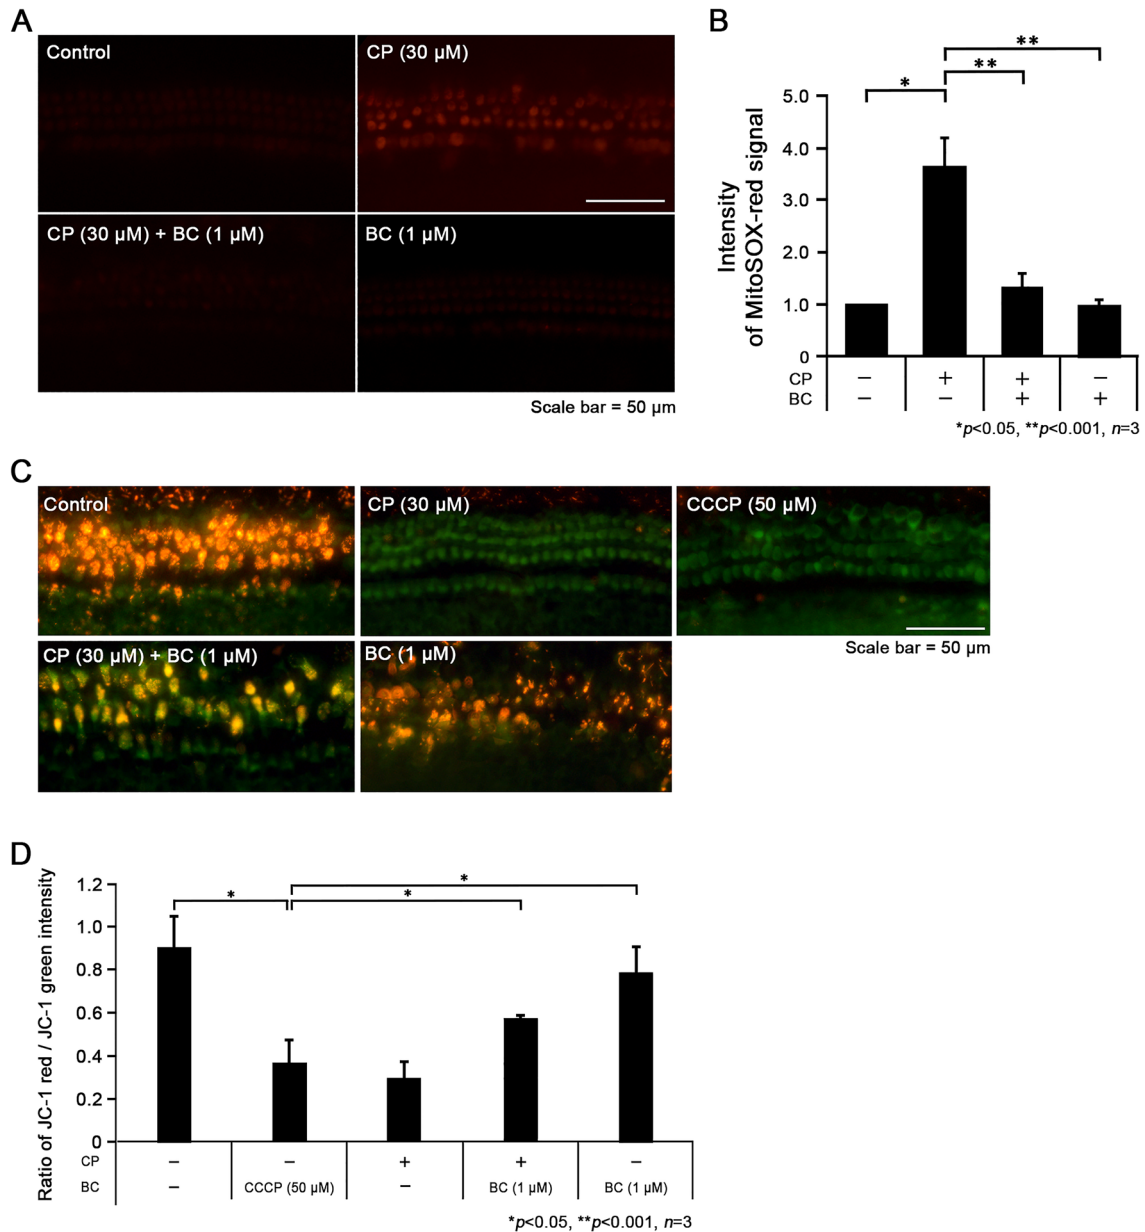 A
Control
CP (30 µM)
CP (30 µM) + BC (1 µM)
BC (1 µM)
Scale bar = 50 µm
B
Intensity
of MitoSOX-red signal
5.0
4.0
3.0
2.0
1.0
0
*
**
**
CP − + + −
BC − − + +
*p<0.05, **p<0.001, n=3
C
Control
CP (30 µM)
CCCP (50 µM)
CP (30 µM) + BC (1 µM)
BC (1 µM)
Scale bar = 50 µm
D
Ratio of JC-1 red / JC-1 green intensity
1.2
1.0
0.8
0.6
0.4
0.2
0
*
*
*
CP − − + + −
BC − CCCP (50 µM) − BC (1 µM) BC (1 µM)
*p<0.05, **p<0.001, n=3